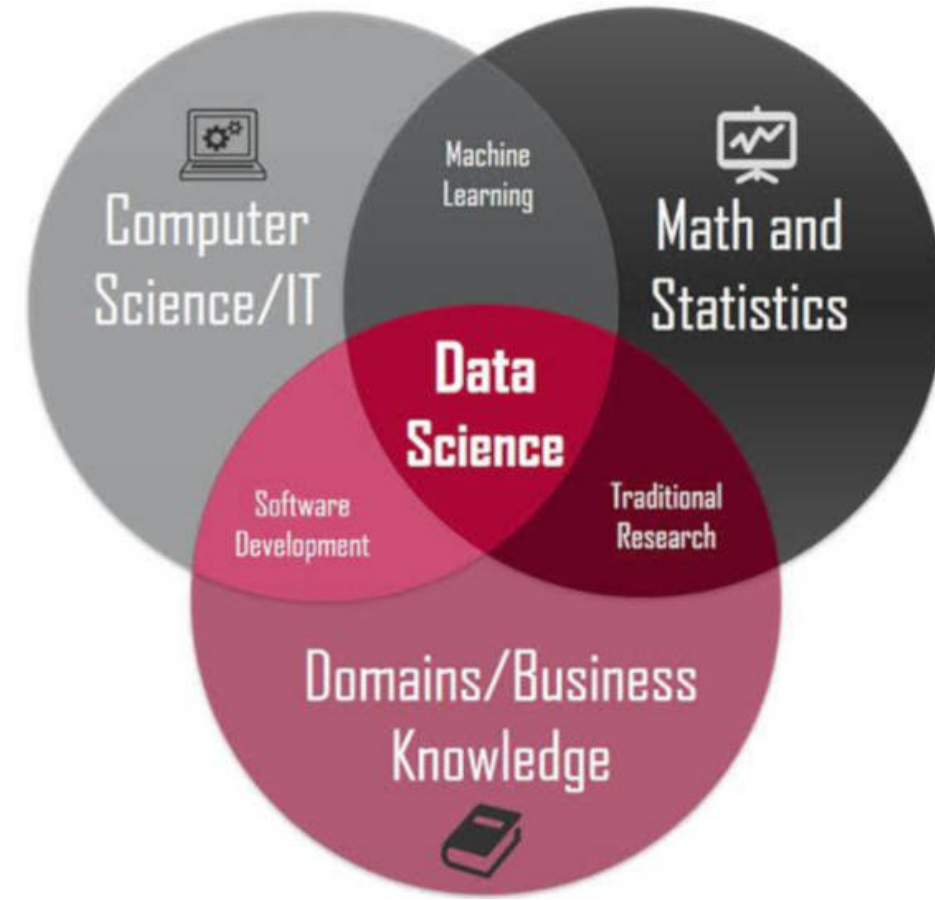 Machine
Learning
Computer
Science/IT
Math and
Statistics
Data
Science
Software
Development
Traditional
Research
Domains/Business
Knowledge